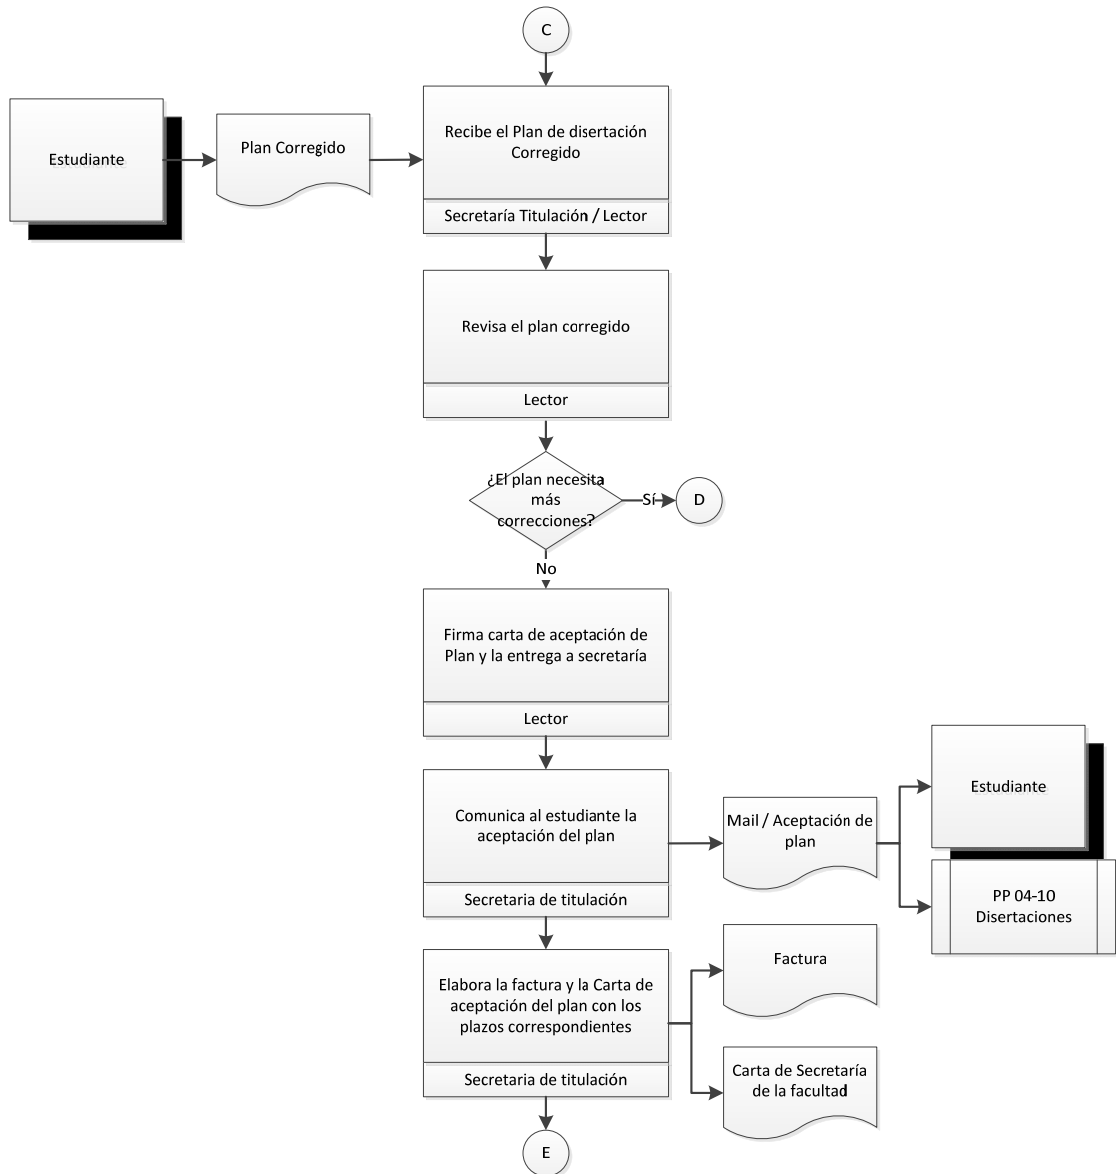 C
Estudiante
Plan Corregido
Recibe el Plan de disertación
Corregido
Secretaría Titulación / Lector
Revisa el plan corregido
Lector
¿El plan necesita
más
correcciones?
Sí
D
No
Firma carta de aceptación de
Plan y la entrega a secretaría
Lector
Comunica al estudiante la
aceptación del plan
Secretaria de titulación
Mail / Aceptación de
plan
Estudiante
PP 04-10
Disertaciones
Elabora la factura y la Carta de
aceptación del plan con los
plazos correspondientes
Secretaria de titulación
Factura
Carta de Secretaría
de la facultad
E